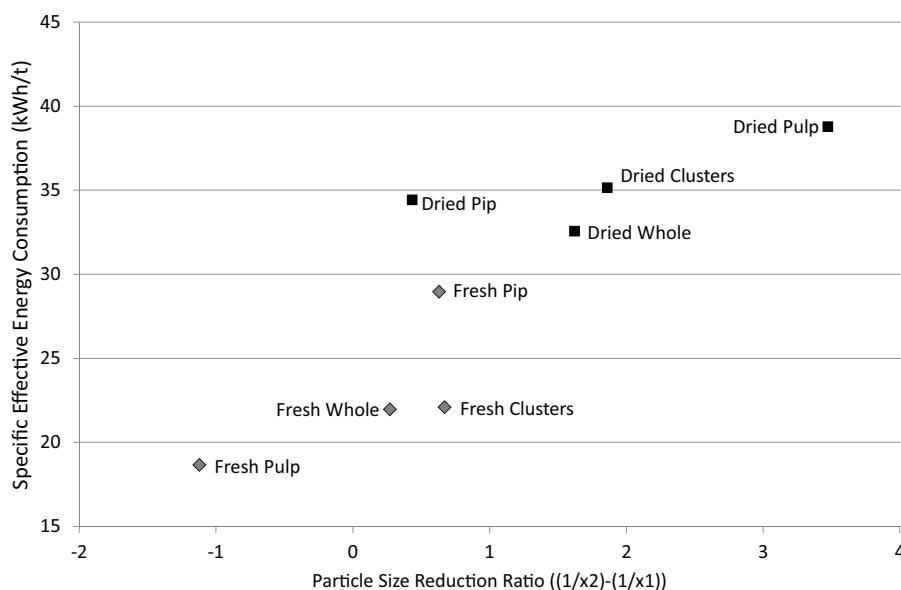 45
40
35
30
25
20
15
Specific Effective Energy Consumption (kWh/t)
Dried Pulp
Dried Clusters
Dried Pip
Dried Whole
Fresh Pip
Fresh Whole
Fresh Clusters
Fresh Pulp
-2 -1 0 1 2 3 4
Particle Size Reduction Ratio ((1/x2)-(1/x1))